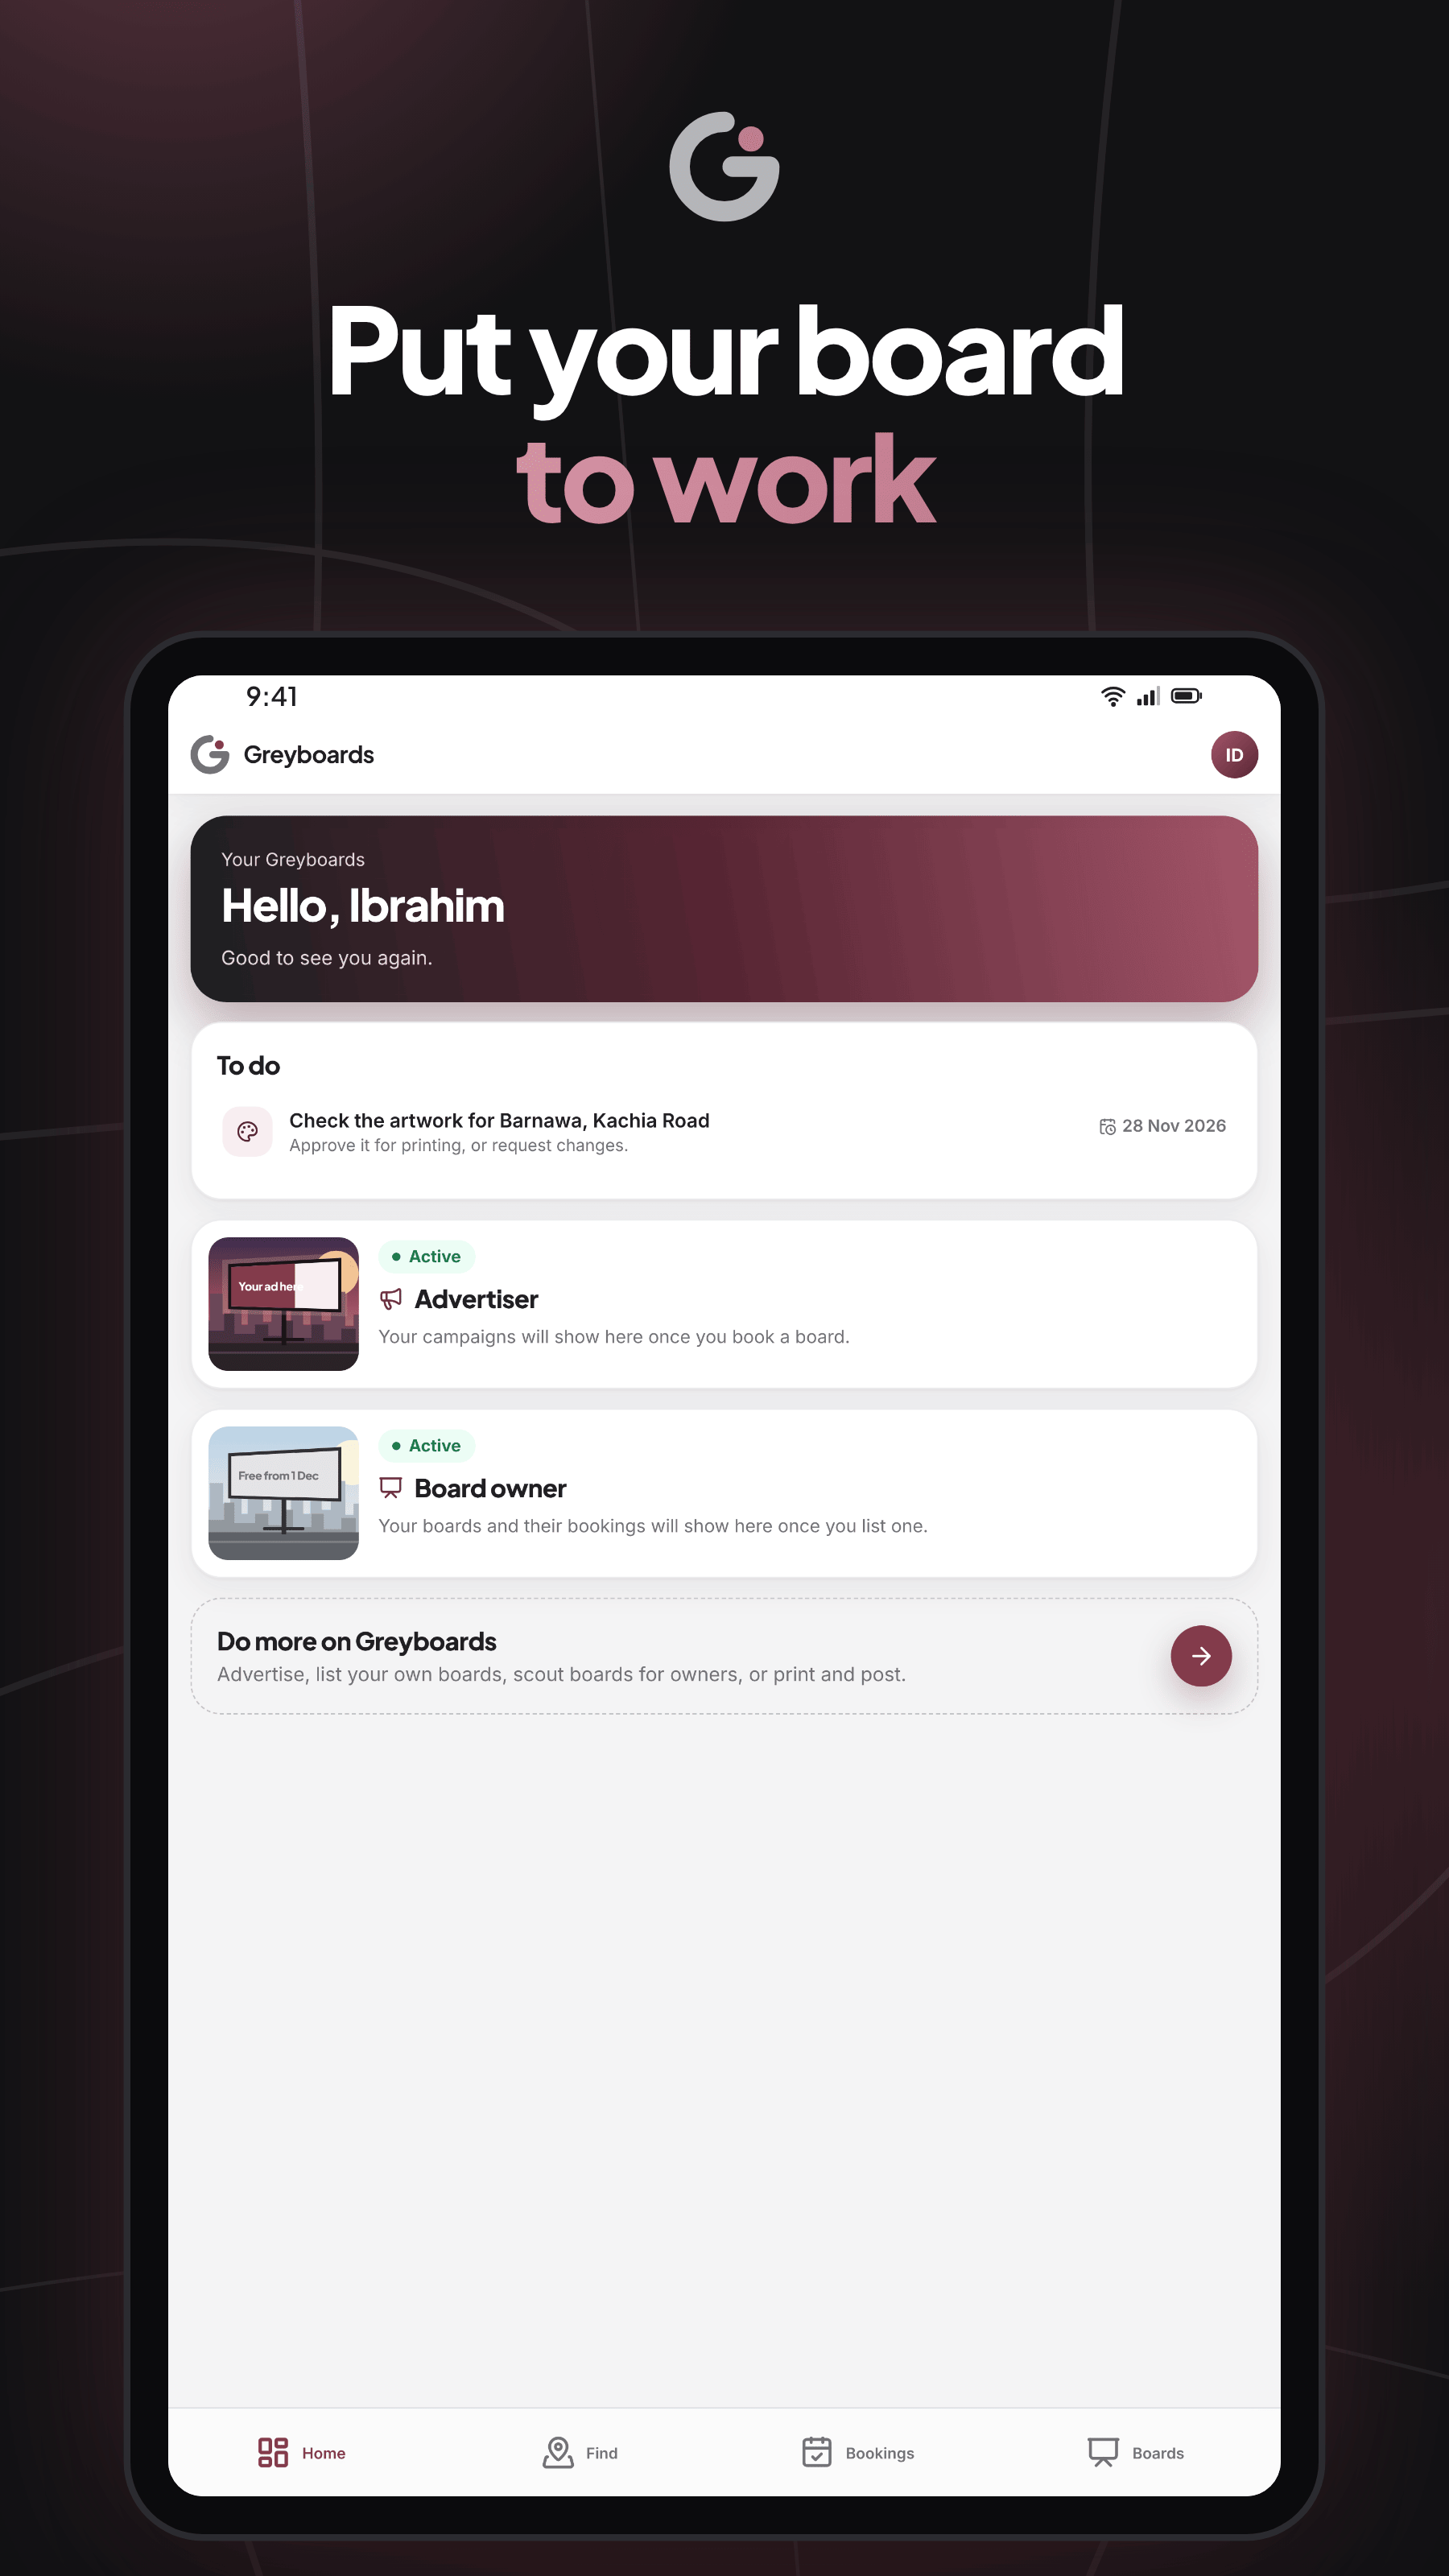 Put your board
to work
9:41
Greyboards
ID
Your Greyboards
Hello, Ibrahim
Good to see you again.
To do
Check the artwork for Barnawa, Kachia Road
Approve it for printing, or request changes.
28 Nov 2026
Your ad here
Active
Advertiser
Your campaigns will show here once you book a board.
Free from 1 Dec
Active
Board owner
Your boards and their bookings will show here once you list one.
Do more on Greyboards
Advertise, list your own boards, scout boards for owners, or print and post.
Home
Find
Bookings
Boards